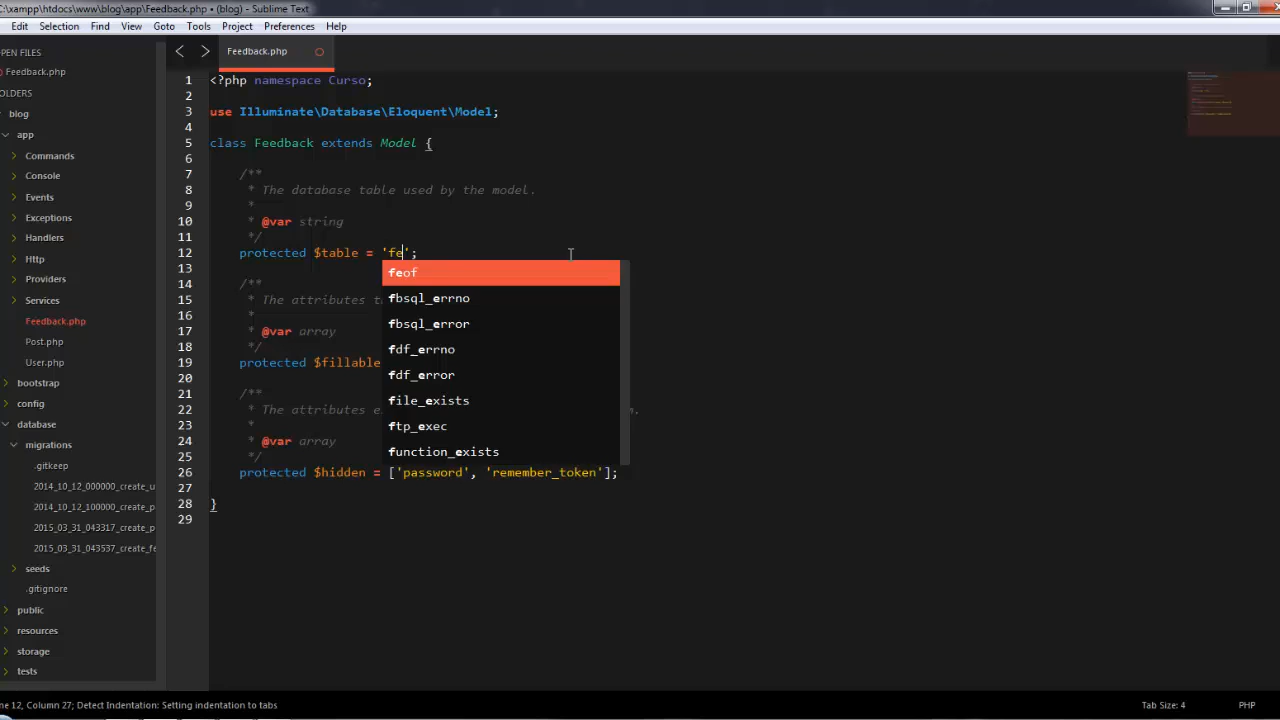 C:\xampp\htdocs\www\blog\app\Feedback.php • (blog) - Sublime Text
Edit Selection Find View Goto Tools Project Preferences Help
PEN FILES
Feedback.php
OLDERS
blog
app
Commands
Console
Events
Exceptions
Handlers
Http
Providers
Services
Feedback.php
Post.php
User.php
bootstrap
config
database
migrations
.gitkeep
2014_10_12_000000_create_u
2014_10_12_100000_create_p
2015_03_31_043317_create_p
2015_03_31_043537_create_fe
seeds
.gitignore
public
resources
storage
tests
Feedback.php
1 <?php namespace Curso;
2
3 use Illuminate\Database\Eloquent\Model;
4
5 class Feedback extends Model {
6
7 /**
8 * The database table used by the model.
9 *
10 * @var string
11 */
12 protected $table = 'fe';
13
14 /**
15 * The attributes t
16 *
17 * @var array
18 */
19 protected $fillable
20
21 /**
22 * The attributes e m.
23 *
24 * @var array
25 */
26 protected $hidden = ['password', 'remember_token'];
27
28 }
29
feof
fbsql_errno
fbsql_error
fdf_errno
fdf_error
file_exists
ftp_exec
function_exists
ne 12, Column 27; Detect Indentation: Setting indentation to tabs
Tab Size: 4 PHP